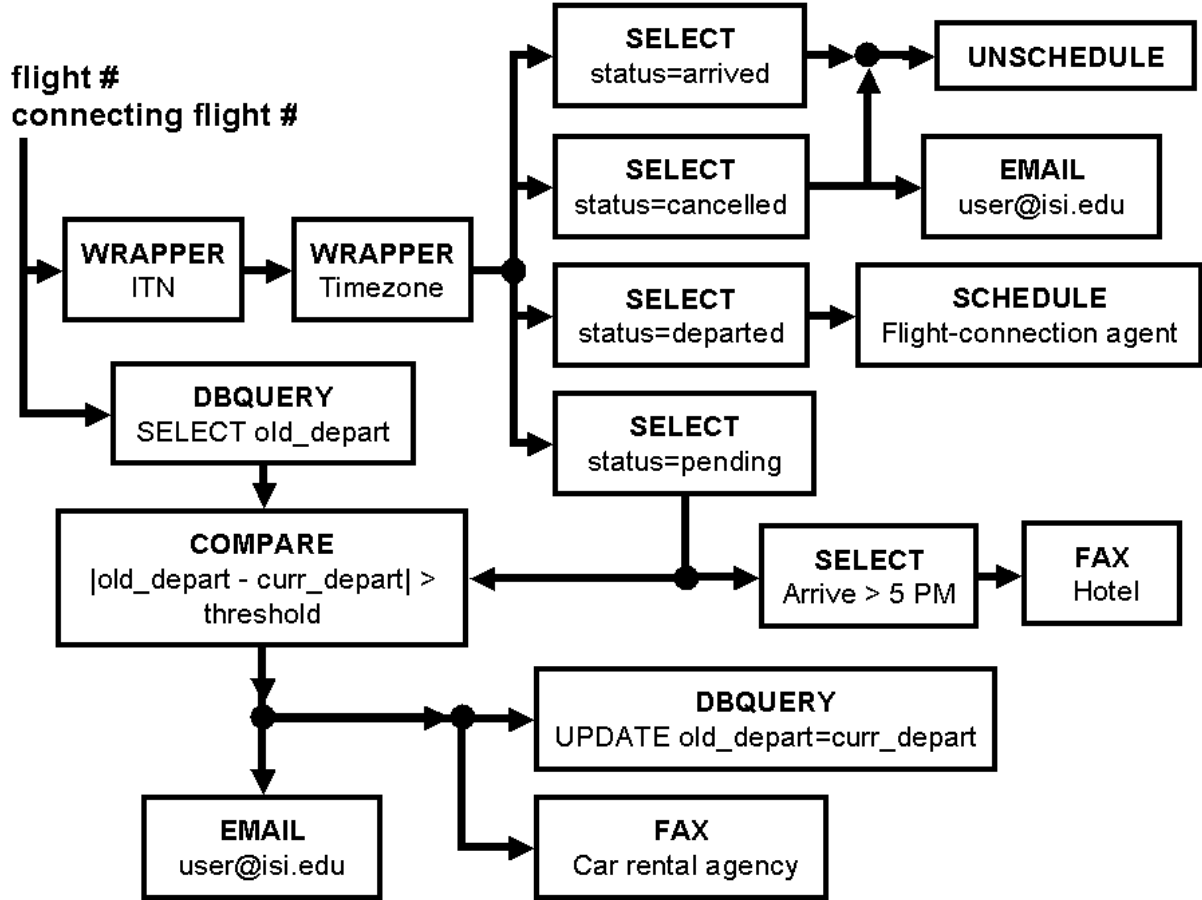 flight #
connecting flight #
SELECT
status=arrived
UNSCHEDULE
SELECT
status=cancelled
EMAIL
user@isi.edu
WRAPPER
ITN
WRAPPER
Timezone
SELECT
status=departed
SCHEDULE
Flight-connection agent
DBQUERY
SELECT old_depart
SELECT
status=pending
COMPARE
|old_depart - curr_depart| >
threshold
SELECT
Arrive > 5 PM
FAX
Hotel
DBQUERY
UPDATE old_depart=curr_depart
EMAIL
user@isi.edu
FAX
Car rental agency